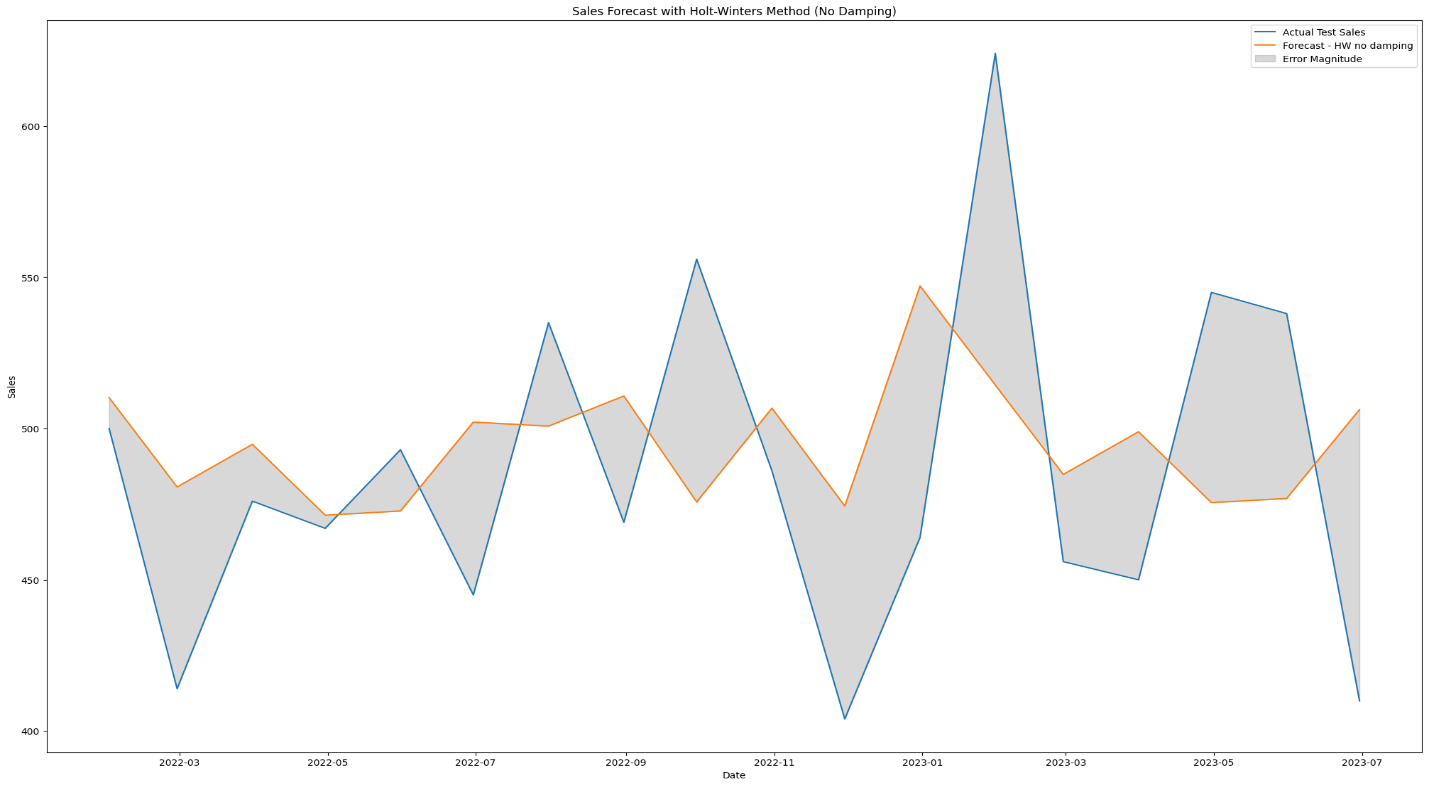 Sales Forecast with Holt-Winters Method (No Damping)
Actual Test Sales
Forecast - HW no damping
Error Magnitude
600
550
500
450
400
Sales
2022-03 2022-05 2022-07 2022-09 2022-11 2023-01 2023-03 2023-05 2023-07
Date